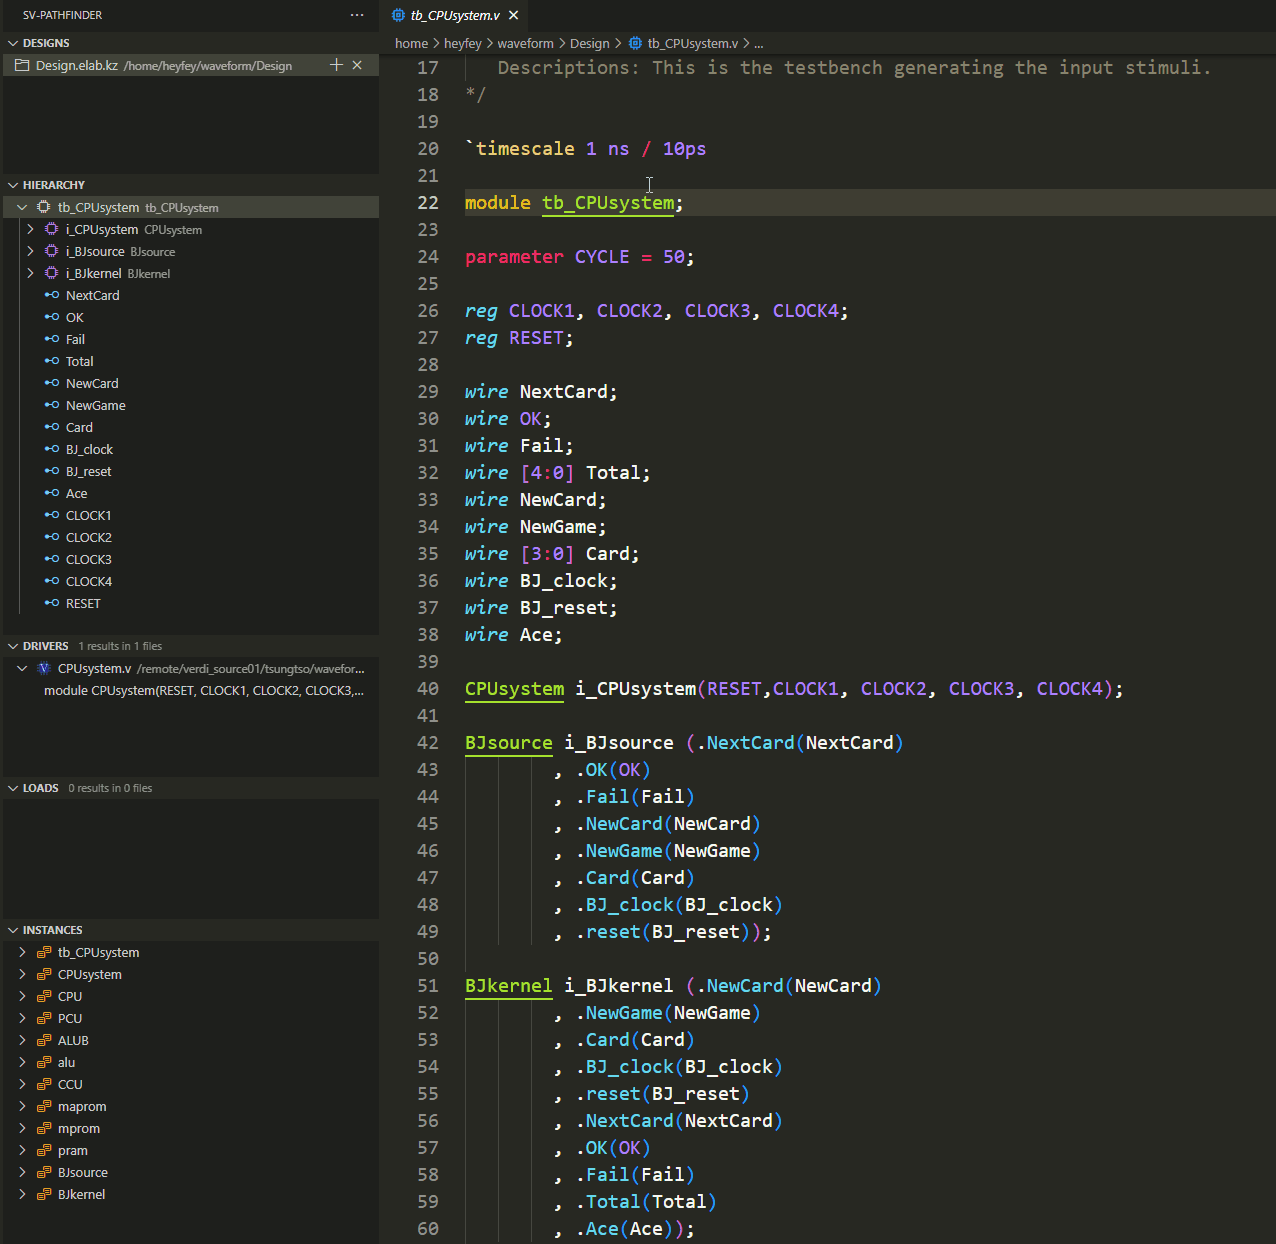 SV-PATHFINDER
DESIGNS
Design.elab.kz /home/heyfey/waveform/Design
HIERARCHY
tb_CPUsystem tb_CPUsystem
i_CPUsystem CPUsystem
i_BJsource BJsource
i_BJkernel BJkernel
NextCard
OK
Fail
Total
NewCard
NewGame
Card
BJ_clock
BJ_reset
Ace
CLOCK1
CLOCK2
CLOCK3
CLOCK4
RESET
DRIVERS 1 results in 1 files
CPUsystem.v /remote/verdi_source01/tsungtso/wavefor...
module CPUsystem(RESET, CLOCK1, CLOCK2, CLOCK3,...
LOADS 0 results in 0 files
INSTANCES
tb_CPUsystem
CPUsystem
CPU
PCU
ALUB
alu
CCU
maprom
mprom
pram
BJsource
BJkernel
tb_CPUsystem.v
home > heyfey > waveform > Design > tb_CPUsystem.v > ...
17 Descriptions: This is the testbench generating the input stimuli.
18 */
19
20 `timescale 1 ns / 10ps
21
22 module tb_CPUsystem;
23
24 parameter CYCLE = 50;
25
26 reg CLOCK1, CLOCK2, CLOCK3, CLOCK4;
27 reg RESET;
28
29 wire NextCard;
30 wire OK;
31 wire Fail;
32 wire [4:0] Total;
33 wire NewCard;
34 wire NewGame;
35 wire [3:0] Card;
36 wire BJ_clock;
37 wire BJ_reset;
38 wire Ace;
39
40 CPUsystem i_CPUsystem(RESET,CLOCK1, CLOCK2, CLOCK3, CLOCK4);
41
42 BJsource i_BJsource (.NextCard(NextCard)
43 , .OK(OK)
44 , .Fail(Fail)
45 , .NewCard(NewCard)
46 , .NewGame(NewGame)
47 , .Card(Card)
48 , .BJ_clock(BJ_clock)
49 , .reset(BJ_reset));
50
51 BJkernel i_BJkernel (.NewCard(NewCard)
52 , .NewGame(NewGame)
53 , .Card(Card)
54 , .BJ_clock(BJ_clock)
55 , .reset(BJ_reset)
56 , .NextCard(NextCard)
57 , .OK(OK)
58 , .Fail(Fail)
59 , .Total(Total)
60 , .Ace(Ace));